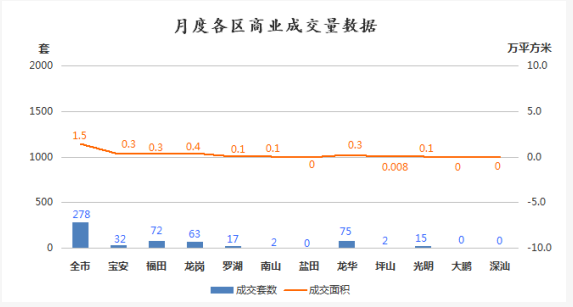 月度各区商业成交量数据
套 万平方米
2000 10.0
1500 5.0
1000 0.0
500 -5.0
0 -10.0
1.5 0.3 0.3 0.4 0.1 0.1 0 0.3 0.008 0.1 0 0
278 32 72 63 17 2 0 75 2 15 0 0
全市 宝安 福田 龙岗 罗湖 南山 盐田 龙华 坪山 光明 大鹏 深汕
成交套数 成交面积